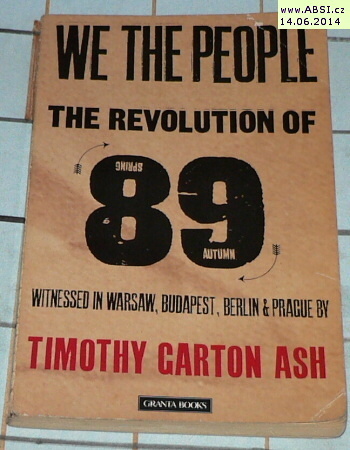 www.ABSI.cz
14.06.2014
WE THE PEOPLE
THE REVOLUTION OF
SPRING
89
AUTUMN
WITNESSED IN WARSAW, BUDAPEST, BERLIN & PRAGUE BY
TIMOTHY GARTON ASH
GRANTA BOOKS